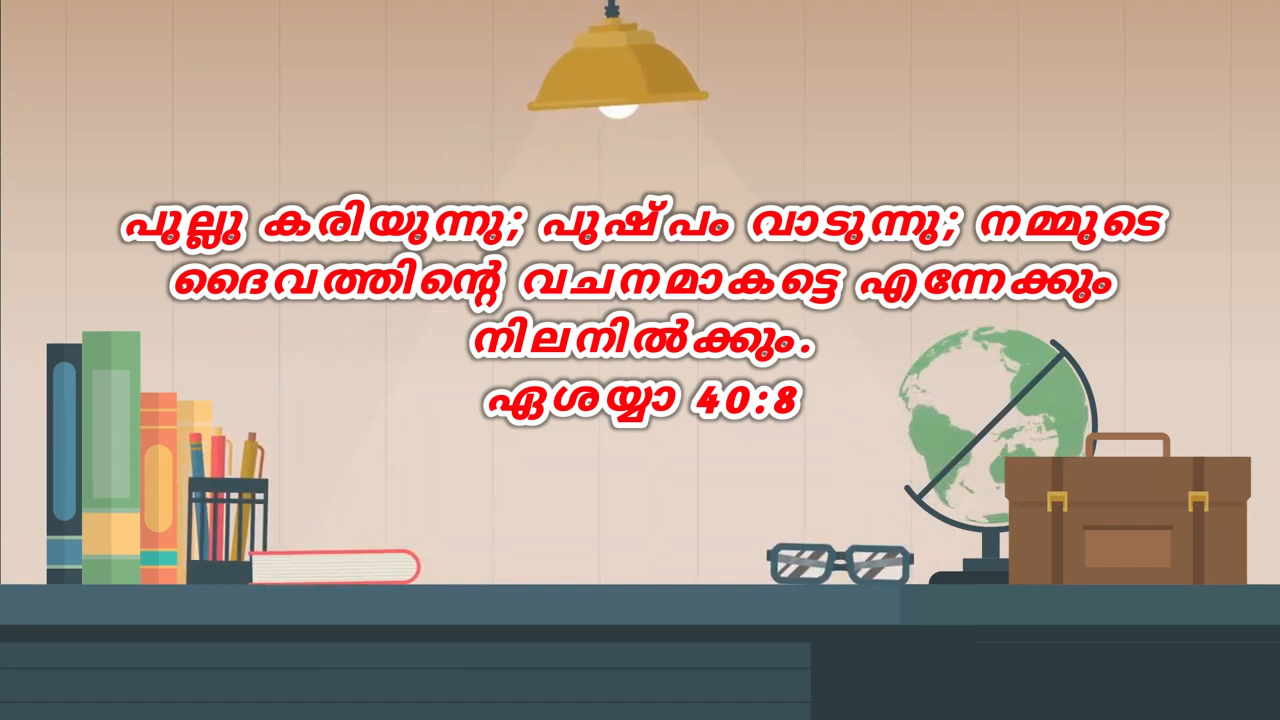 പുല്ലു കരിയുന്നു; പുഷ്പം വാടുന്നു; നമ്മുടെ
ദൈവത്തിന്റെ വചനമാകട്ടെ എന്നേക്കും
നിലനിൽക്കും.
ഏശയ്യാ 40:8